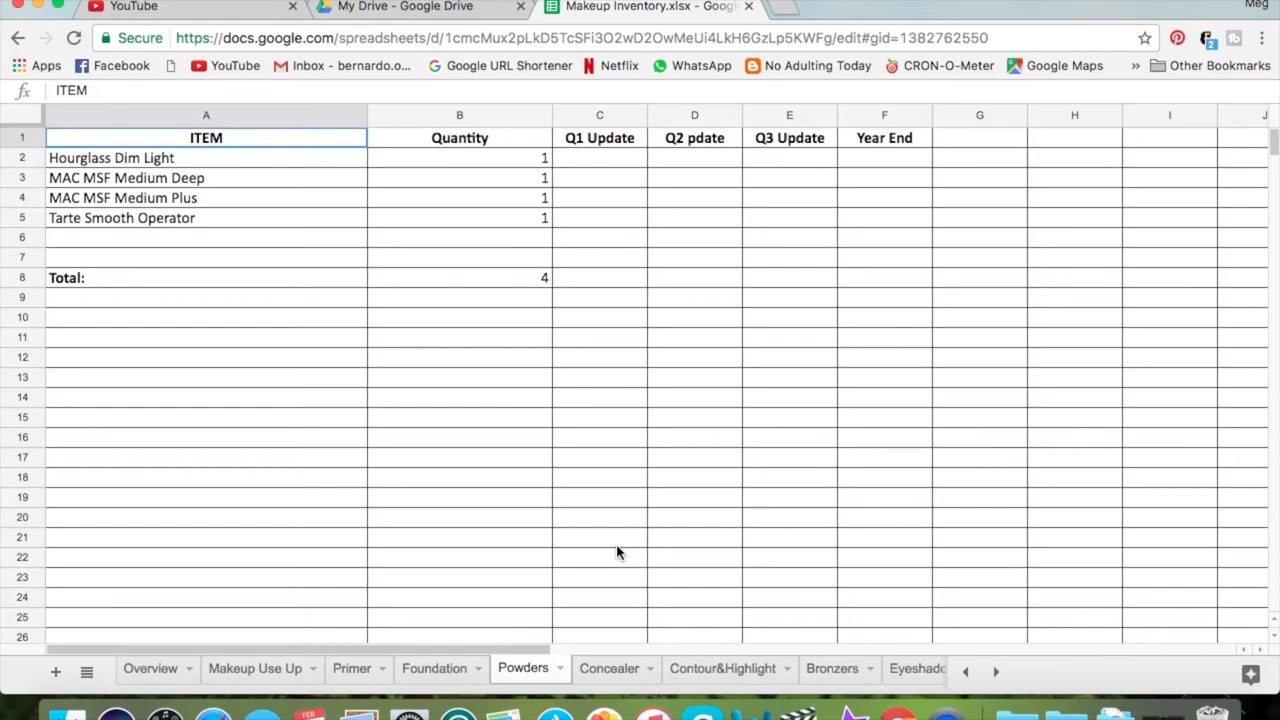 YouTube × My Drive - Google Drive × Makeup Inventory.xlsx - Googl × Meg
Secure https://docs.google.com/spreadsheets/d/1cmcMux2pLkD5TcSFi3O2wD2OwMeUi4LkH6GzLp5KWFg/edit#gid=1382762550 2
Apps Facebook YouTube Inbox - bernardo.o... Google URL Shortener Netflix WhatsApp No Adulting Today CRON-O-Meter Google Maps » Other Bookmarks
fx ITEM
A B C D E F G H I J
1 ITEM Quantity Q1 Update Q2 pdate Q3 Update Year End
2 Hourglass Dim Light 1
3 MAC MSF Medium Deep 1
4 MAC MSF Medium Plus 1
5 Tarte Smooth Operator 1
6
7
8 Total: 4
9
10
11
12
13
14
15
16
17
18
19
20
21
22
23
24
25
26
+ Overview Makeup Use Up Primer Foundation Powders Concealer Contour&Highlight Bronzers Eyeshado
FEB